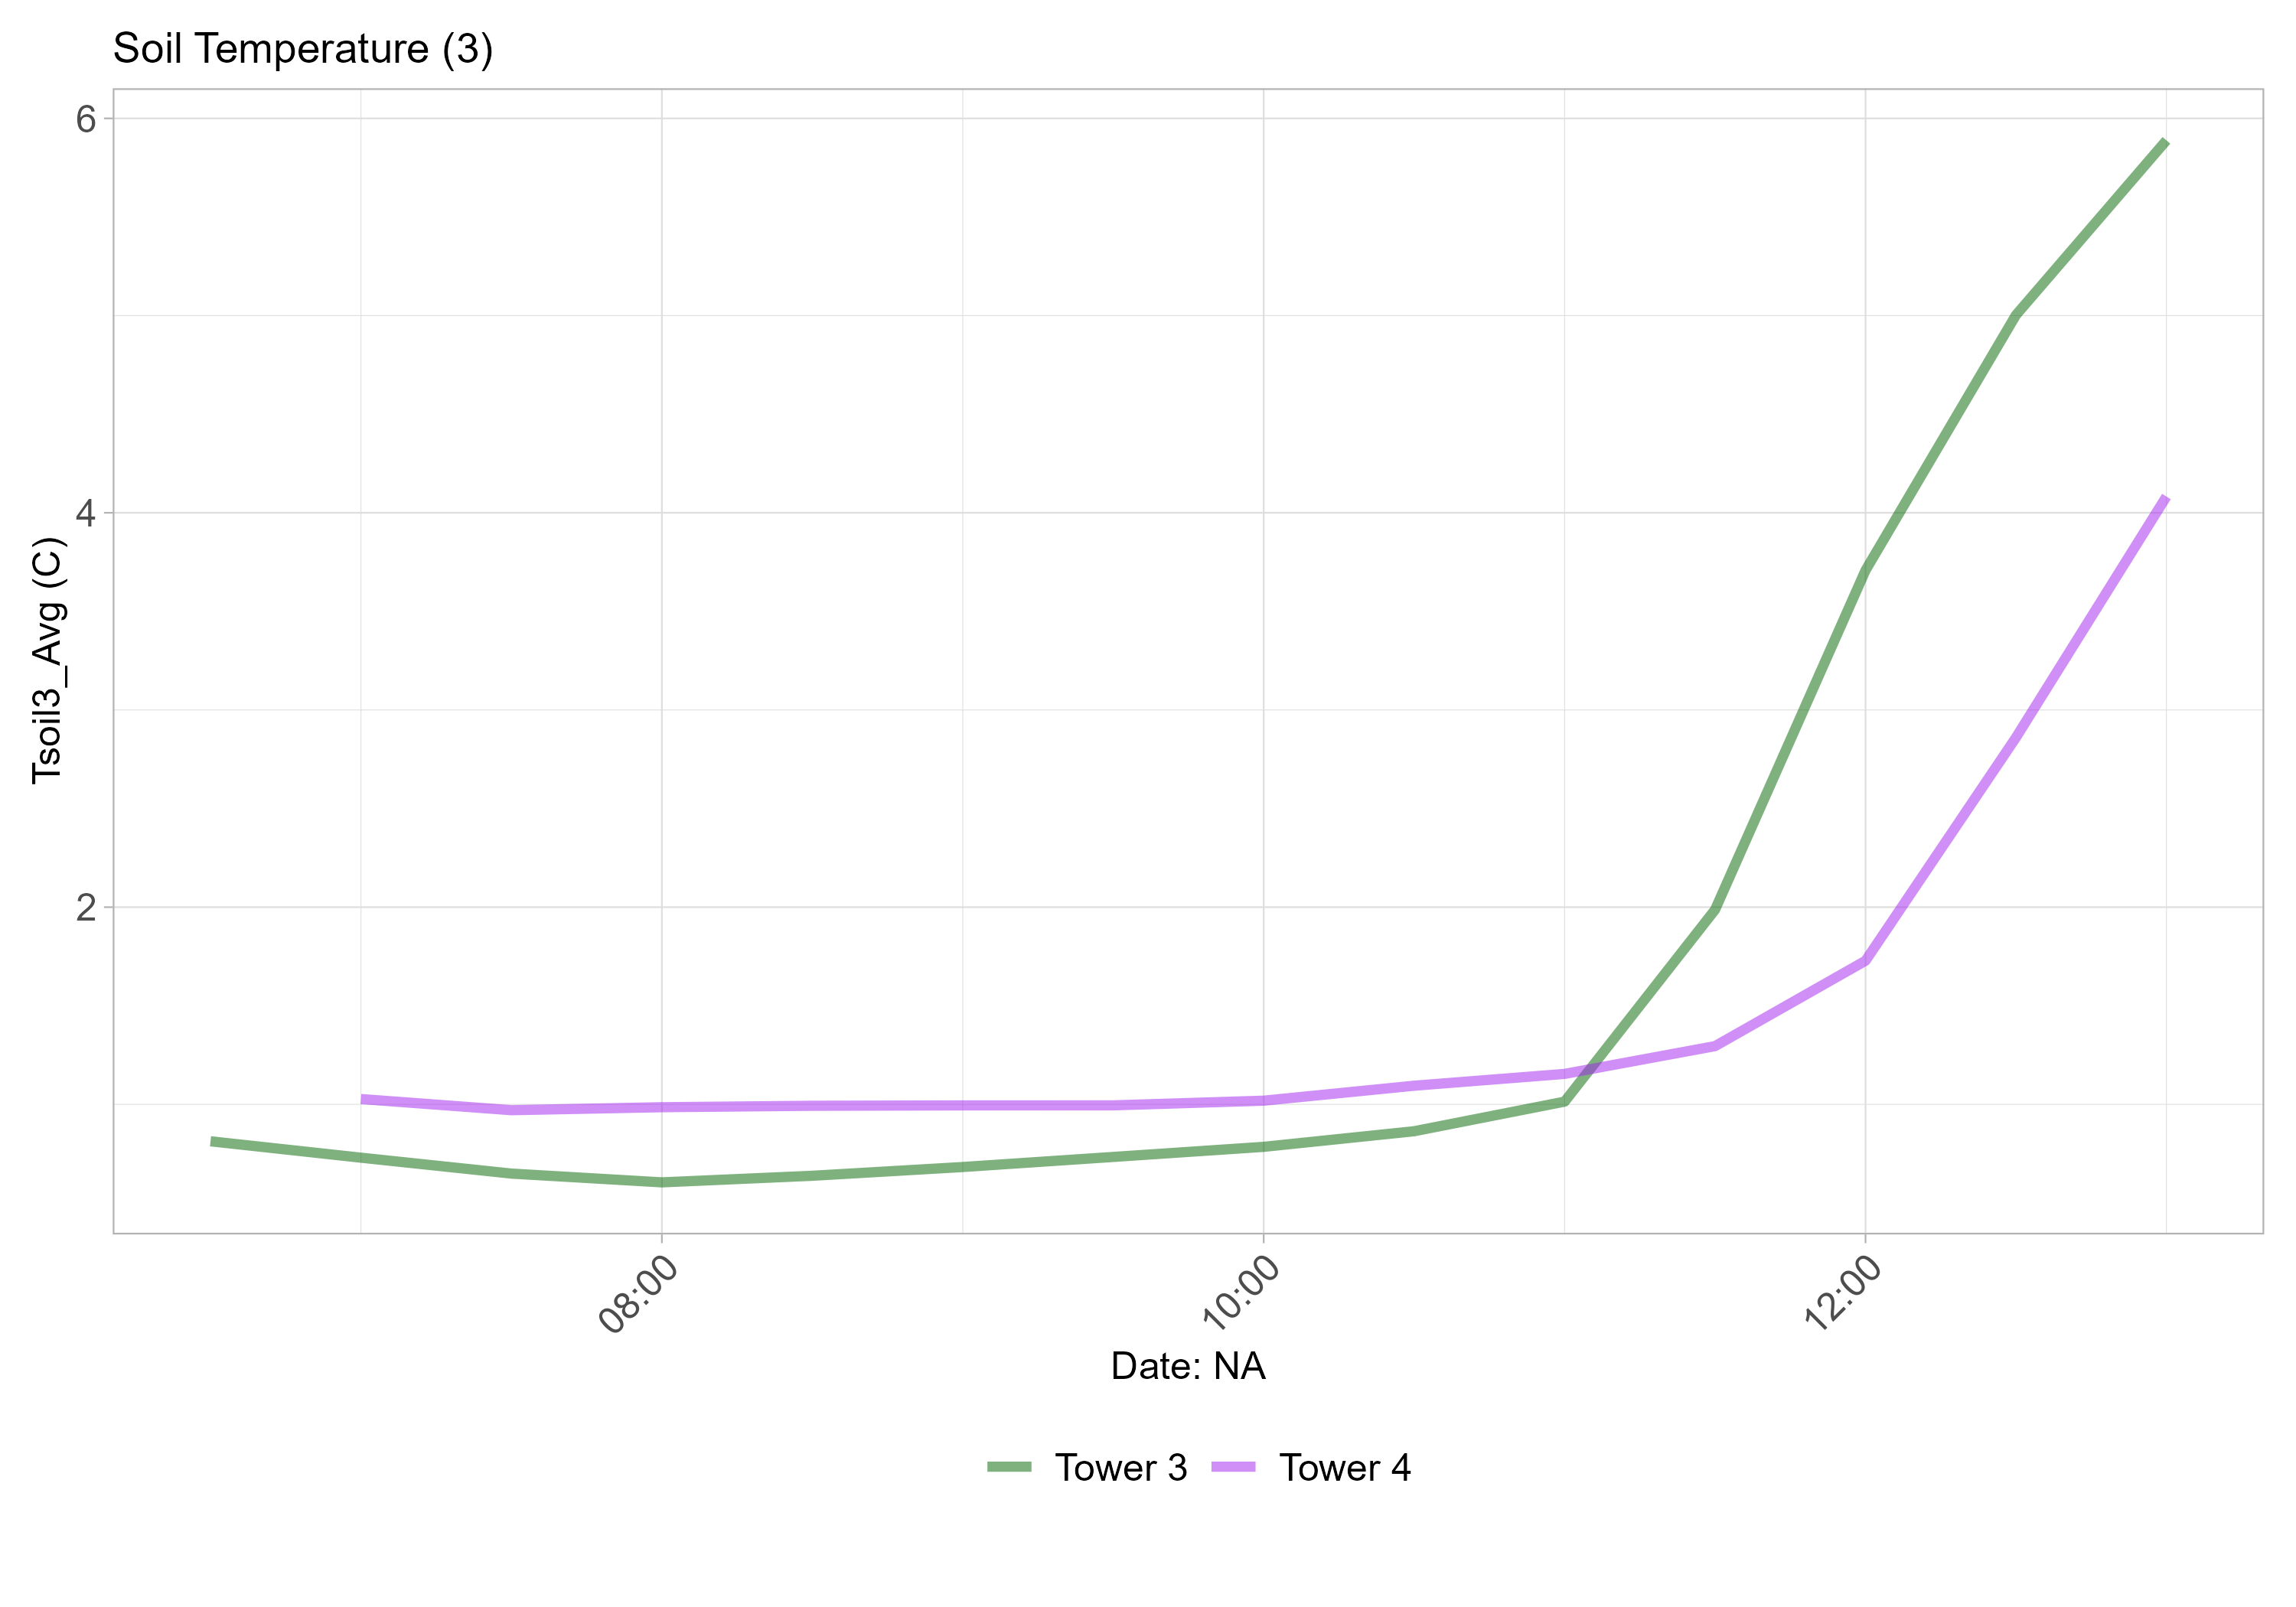 Soil Temperature (3)
Tsoil3_Avg (C)
6
4
2
08:00
10:00
12:00
Date: NA
Tower 3
Tower 4